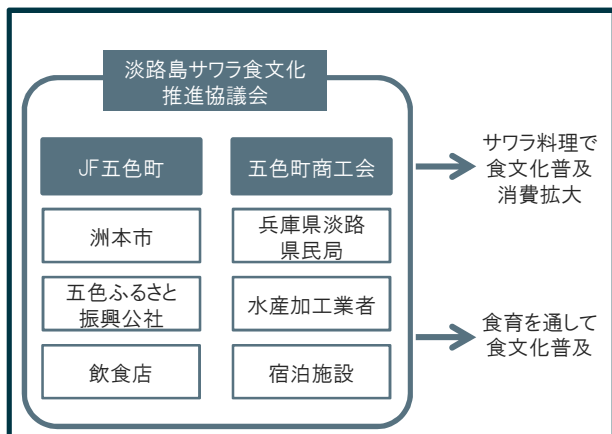 淡路島サワラ食文化
推進協議会
JF五色町
五色町商工会
洲本市
兵庫県淡路
県民局
五色ふるさと
振興公社
水産加工業者
飲食店
宿泊施設
サワラ料理で
食文化普及
消費拡大
食育を通して
食文化普及